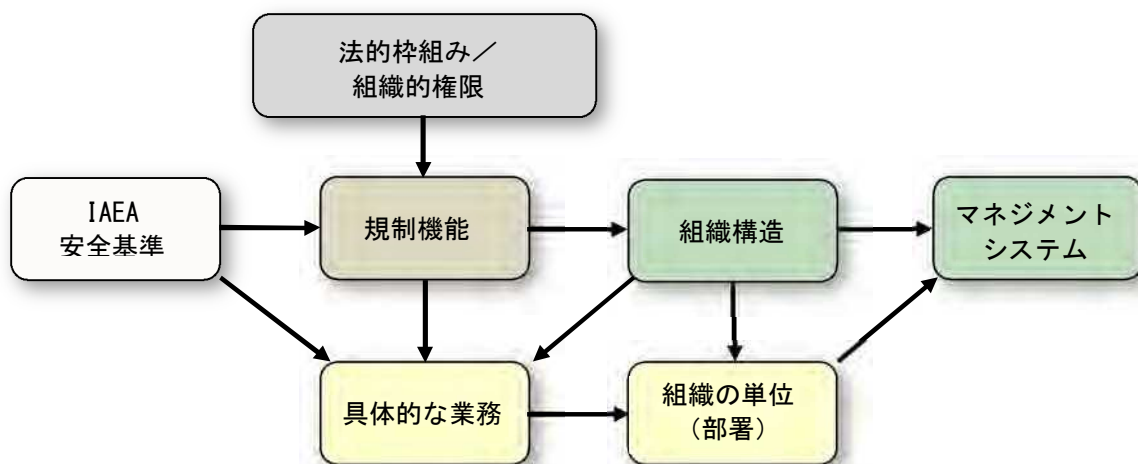 法的枠組み／
組織的権限
IAEA
安全基準
規制機能
組織構造
マネジメント
システム
具体的な業務
組織の単位
（部署）